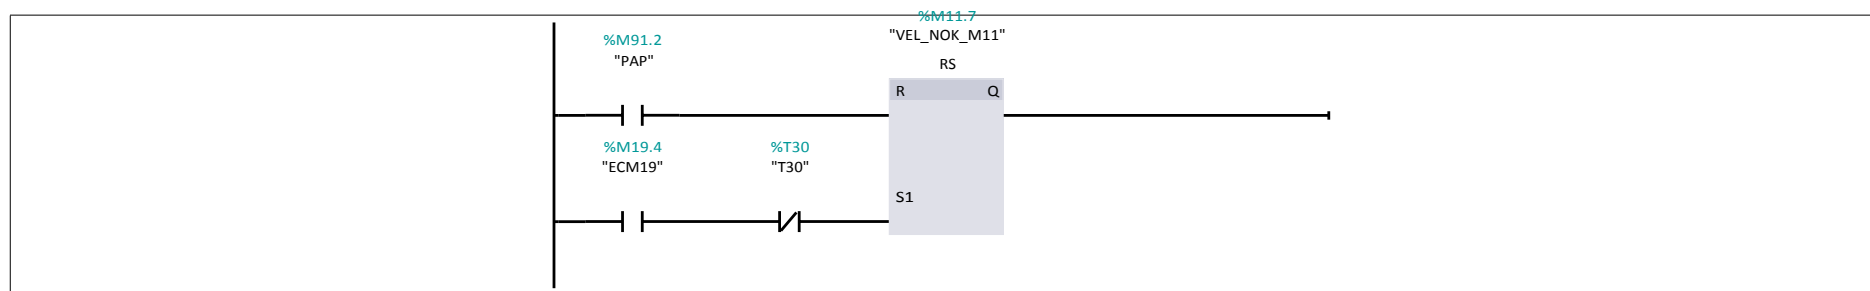 %M11.7
"VEL_NOK_M11"
%M91.2
"PAP"
RS
R Q
%M19.4 %T30
"ECM19" "T30"
S1